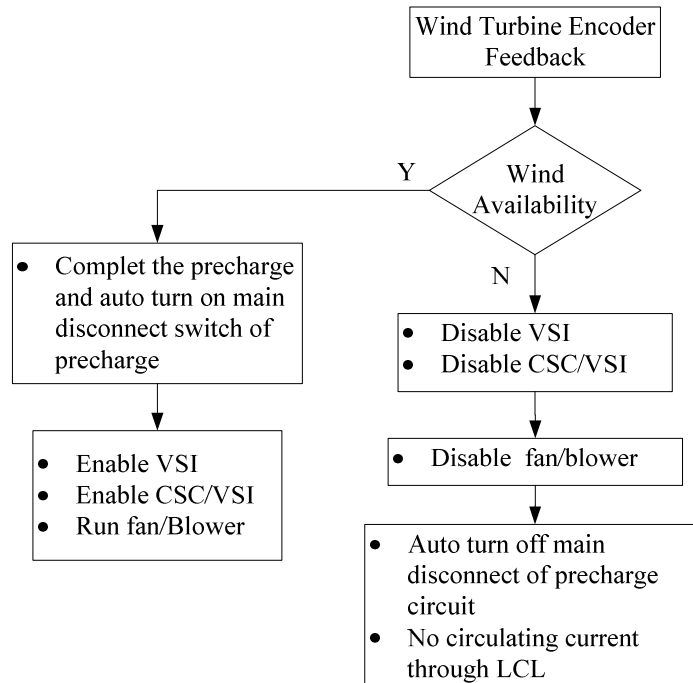 Wind Turbine Encoder
Feedback
Wind
Availability
Y
N
• Complet the precharge
and auto turn on main
disconnect switch of
precharge
• Enable VSI
• Enable CSC/VSI
• Run fan/Blower
• Disable VSI
• Disable CSC/VSI
• Disable fan/blower
• Auto turn off main
disconnect of precharge
circuit
• No circulating current
through LCL